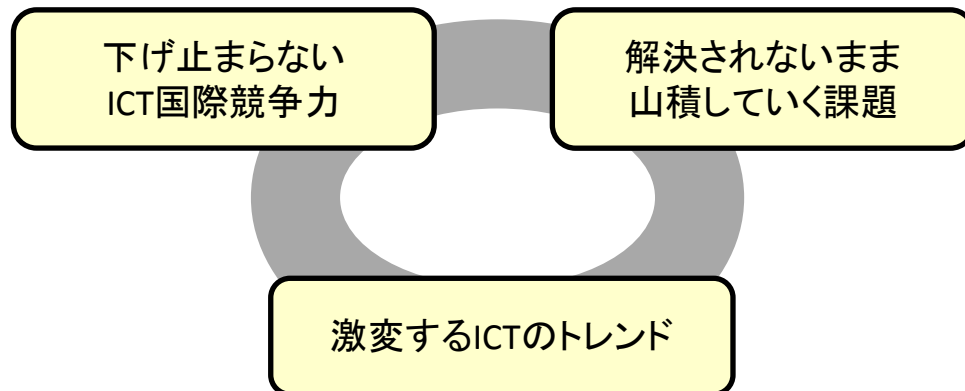 下げ止まらない
ICT国際競争力
解決されないまま
山積していく課題
激変するICTのトレンド